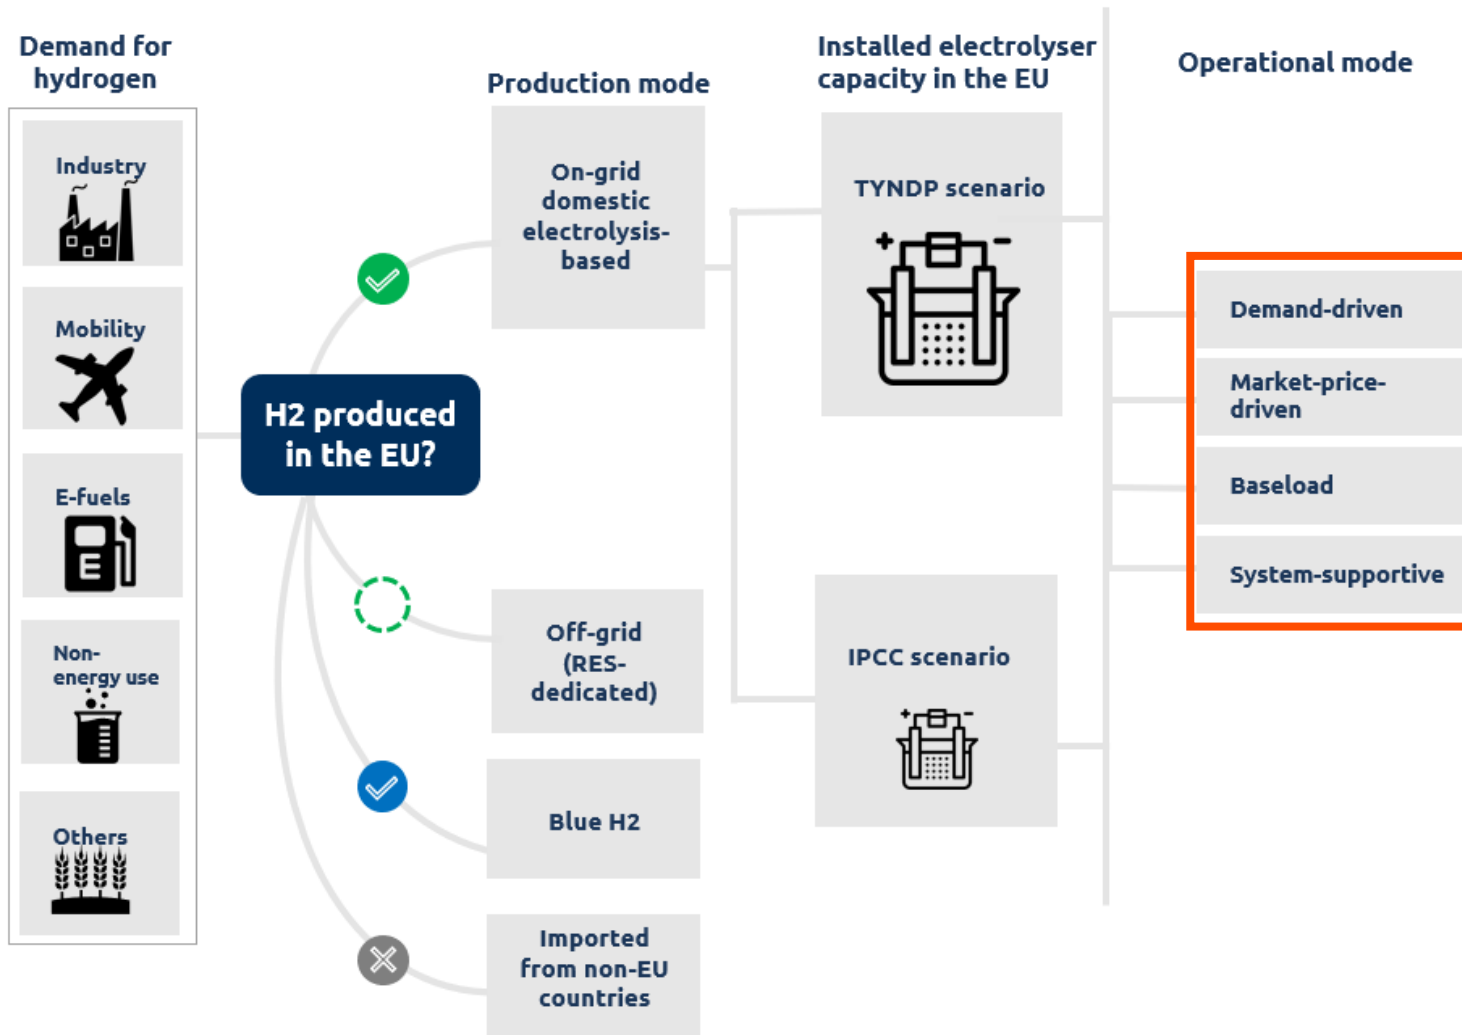 Demand for
hydrogen
Industry
Mobility
E-fuels
E
Non-
energy use
Others
H2 produced
in the EU?
Production mode
On-grid
domestic
electrolysis-
based
Off-grid
(RES-
dedicated)
Blue H2
Imported
from non-EU
countries
Installed electrolyser
capacity in the EU
TYNDP scenario
+ −
IPCC scenario
+ −
Operational mode
Demand-driven
Market-price-
driven
Baseload
System-supportive